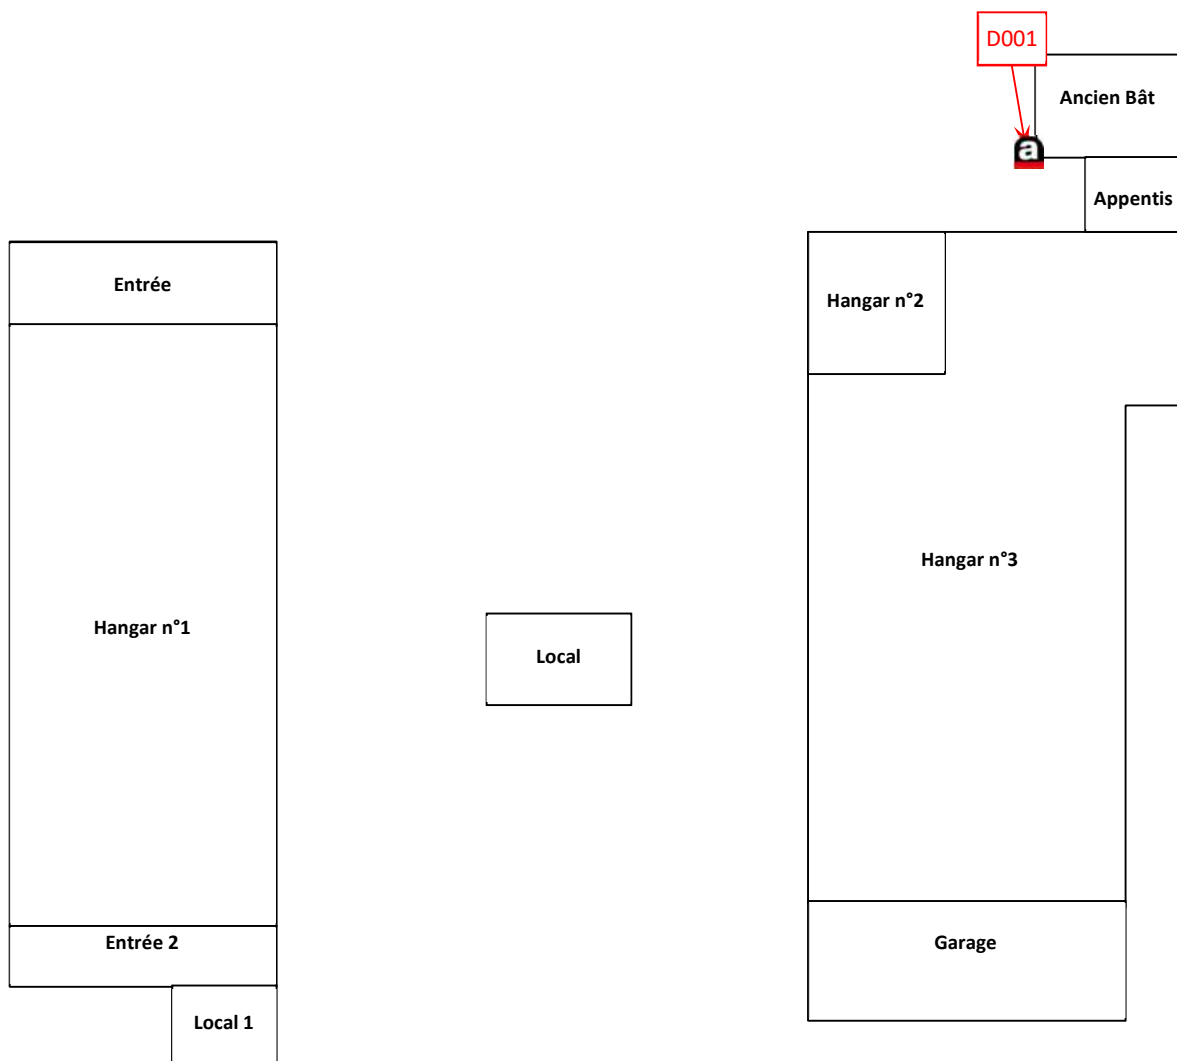 D001
Ancien Bât
a
Appentis
Entrée
Hangar n°2
Hangar n°3
Hangar n°1
Local
Entrée 2
Garage
Local 1